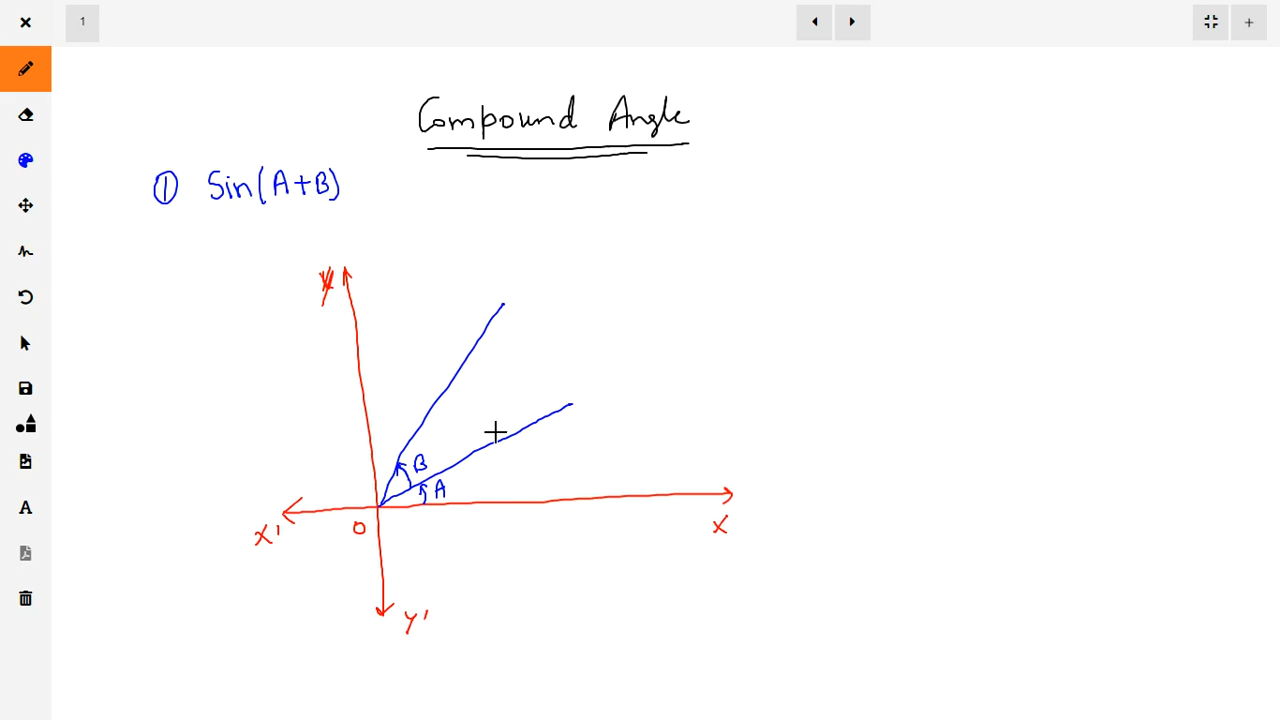 1
Compound Angle
① Sin(A+B)
Y
B
A
O
X'
X
Y'
A